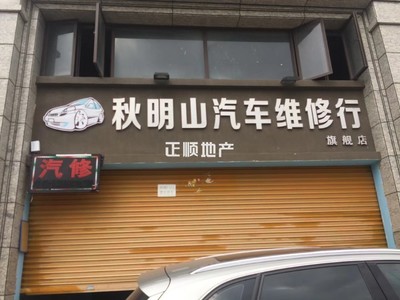 秋明山汽车维修行
旗舰店
正顺地产
汽修